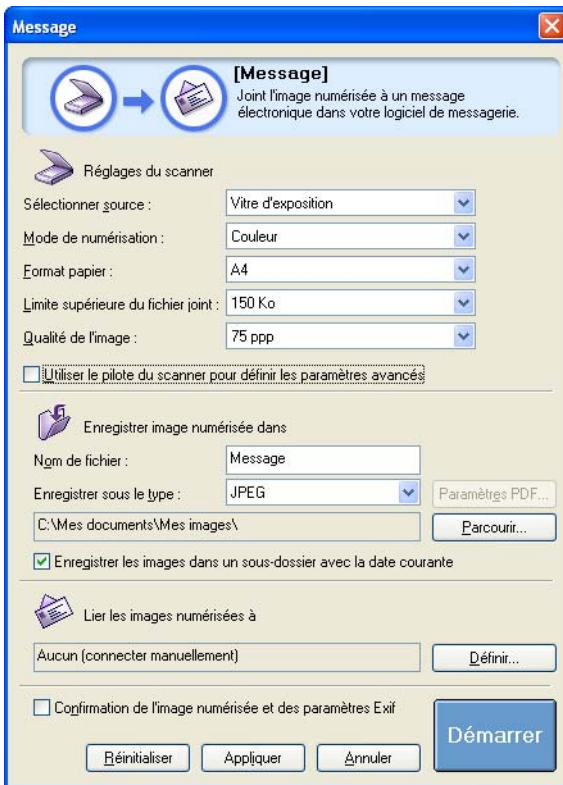 Message
[Message]
Joint l'image numérisée à un message
électronique dans votre logiciel de messagerie.
Réglages du scanner
Sélectionner source : Vitre d'exposition
Mode de numérisation : Couleur
Format papier : A4
Limite supérieure du fichier joint : 150 Ko
Qualité de l'image : 75 ppp
Utiliser le pilote du scanner pour définir les paramètres avancés
Enregistrer image numérisée dans
Nom de fichier : Message
Enregistrer sous le type : JPEG Paramètres PDF...
C:\Mes documents\Mes images\ Parcourir...
Enregistrer les images dans un sous-dossier avec la date courante
Lier les images numérisées à
Aucun (connecter manuellement) Définir...
Confirmation de l'image numérisée et des paramètres Exif
Démarrer
Réinitialiser Appliquer Annuler